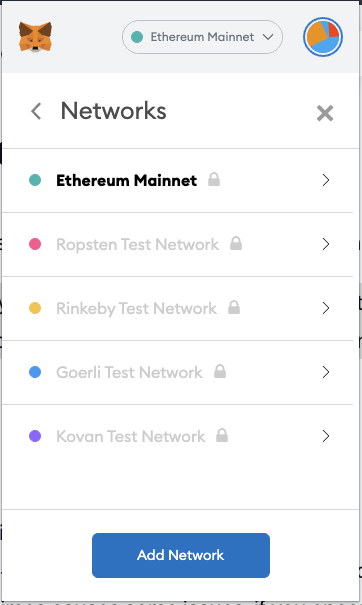 Ethereum Mainnet
Networks
Ethereum Mainnet
Ropsten Test Network
Rinkeby Test Network
Goerli Test Network
Kovan Test Network
Add Network